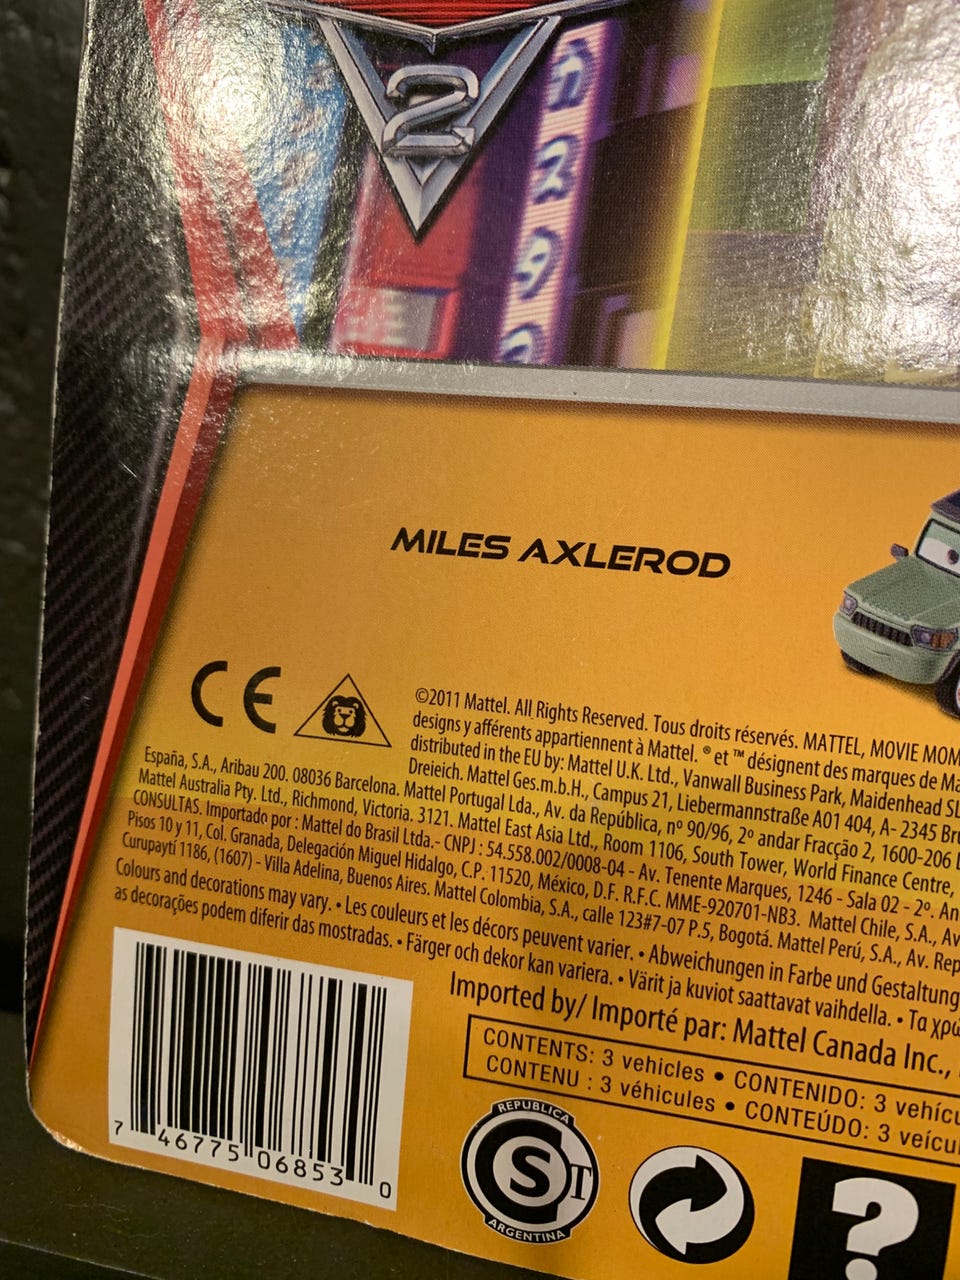 2
MILES AXLEROD
CE
©2011 Mattel. All Rights Reserved. Tous droits réservés. MATTEL, MOVIE MOM
designs y afférents appartiennent à Mattel. ® et ™ désignent des marques de Ma
distributed in the EU by: Mattel U.K. Ltd., Vanwall Business Park, Maidenhead SL
Dreieich. Mattel Ges.m.b.H., Campus 21, Liebermannstraße A01 404, A- 2345 Bru
España, S.A., Aribau 200. 08036 Barcelona. Mattel Portugal Lda., Av. da República, nº 90/96, 2º andar Fracção 2, 1600-206 L
Mattel Australia Pty. Ltd., Richmond, Victoria. 3121. Mattel East Asia Ltd., Room 1106, South Tower, World Finance Centre,
CONSULTAS. Importado por : Mattel do Brasil Ltda.- CNPJ : 54.558.002/0008-04 - Av. Tenente Marques, 1246 - Sala 02 - 2º. An
Pisos 10 y 11, Col. Granada, Delegación Miguel Hidalgo, C.P. 11520, México, D.F. R.F.C. MME-920701-NB3. Mattel Chile, S.A., Av
Curupaytí 1186, (1607) - Villa Adelina, Buenos Aires. Mattel Colombia, S.A., calle 123#7-07 P.5, Bogotá. Mattel Perú, S.A., Av. Rep
Colours and decorations may vary. • Les couleurs et les décors peuvent varier. • Abweichungen in Farbe und Gestaltung
as decorações podem diferir das mostradas. • Färger och dekor kan variera. • Värit ja kuviot saattavat vaihdella. • Τα χρώ
Imported by/ Importé par: Mattel Canada Inc.,
CONTENTS: 3 vehicles • CONTENIDO: 3 vehícu
CONTENU : 3 véhicules • CONTEÚDO: 3 veícul
7 46775 06853 0
REPUBLICA
S T
ARGENTINA
?